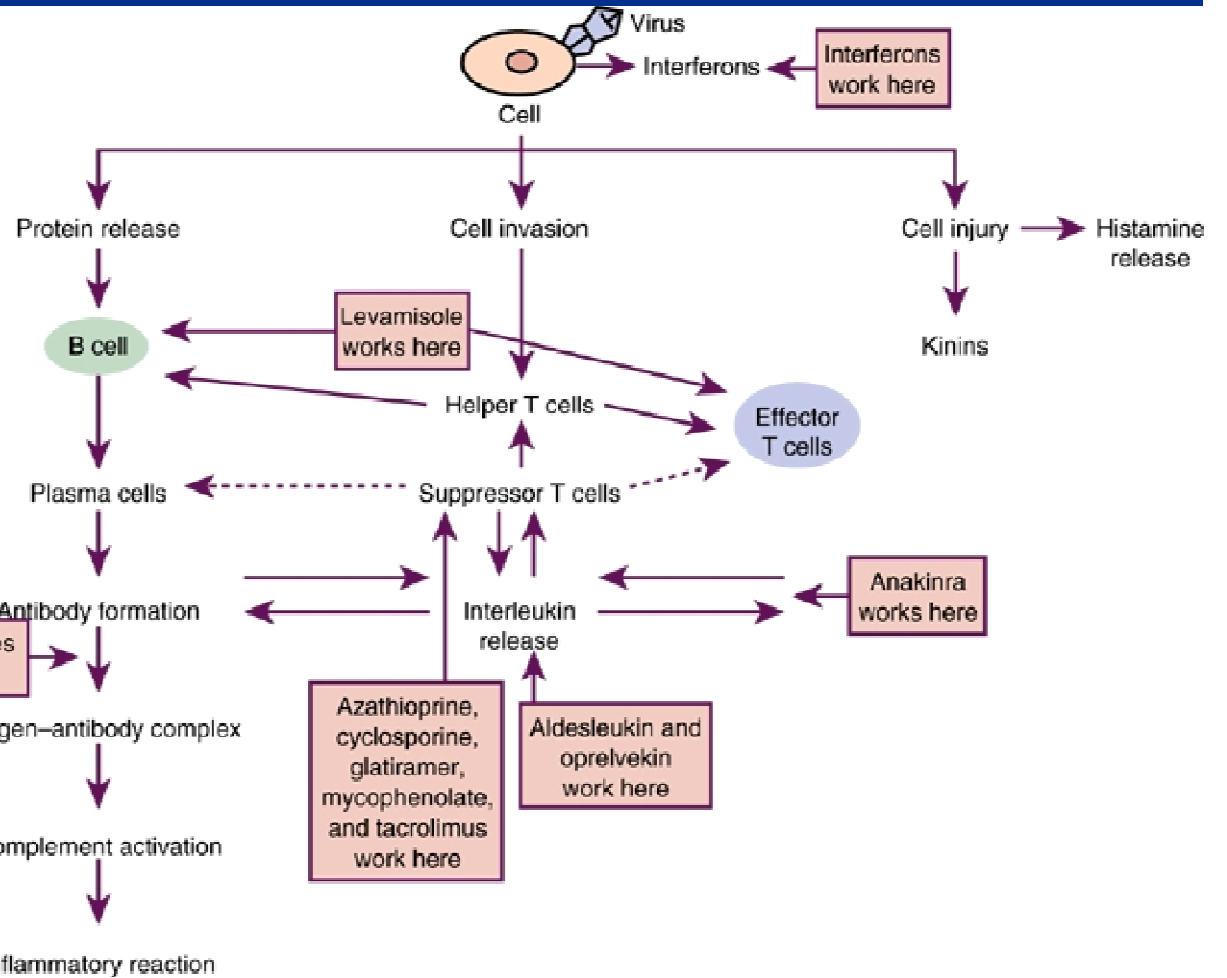 Virus
Interferons
Interferons
work here
Cell
Protein release
Cell invasion
Cell injury
Histamine
release
Levamisole
works here
B cell
Kinins
Helper T cells
Effector
T cells
Plasma cells
Suppressor T cells
Antibody formation
Interleukin
release
Anakinra
works here
es
gen–antibody complex
Azathioprine,
cyclosporine,
glatiramer,
mycophenolate,
and tacrolimus
work here
Aldesleukin and
oprelvekin
work here
omplement activation
flammatory reaction